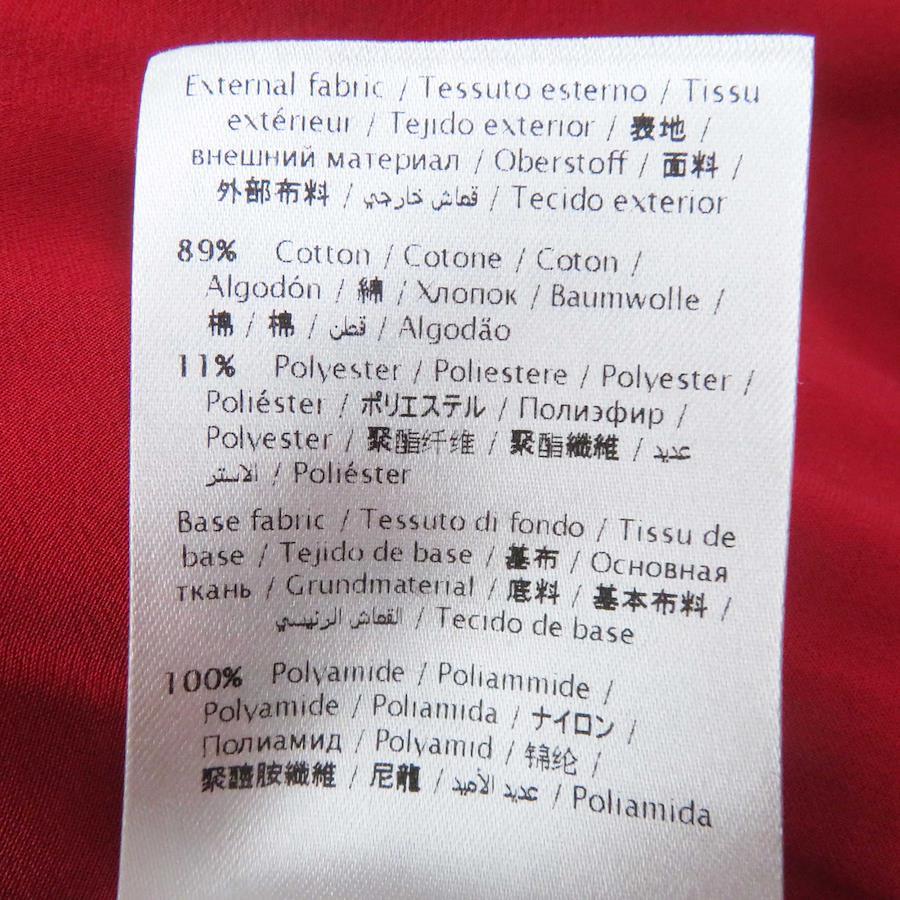 External fabric / Tessuto esterno / Tissu
extérieur / Tejido exterior / 表地 /
внешний материал / Oberstoff / 面料 /
外部布料 / قماش خارجي / Tecido exterior
89% Cotton / Cotone / Coton /
Algodón / 綿 / Хлопок / Baumwolle /
棉 / 棉 / قطن / Algodão
11% Polyester / Poliestere / Polyester /
Poliéster / ポリエステル / Полиэфир /
Polyester / 聚酯纤维 / 聚酯纖維 / عديد
الاستر / Poliéster
Base fabric / Tessuto di fondo / Tissu de
base / Tejido de base / 基布 / Основная
ткань / Grundmaterial / 底料 / 基本布料 /
القماش الرئيسي / Tecido de base
100% Polyamide / Poliammide /
Polyamide / Poliamida / ナイロン /
Полиамид / Polyamid / 锦纶 /
聚醯胺纖維 / 尼龍 / عديد الأميد / Poliamida